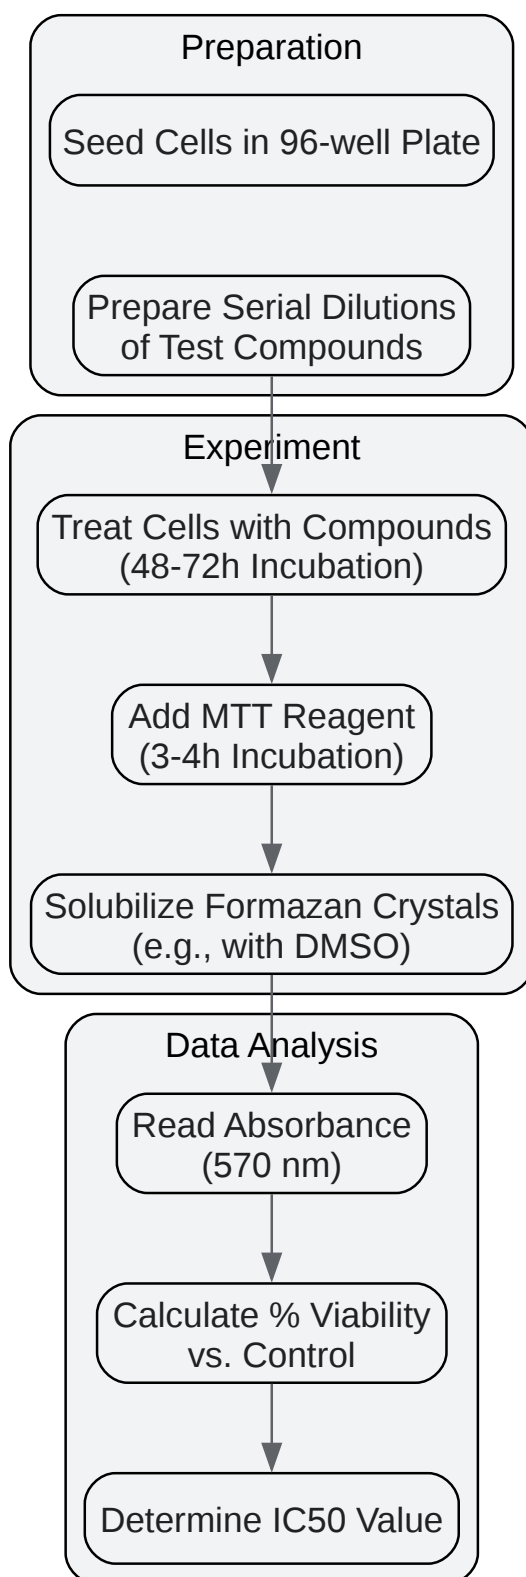 Preparation
Seed Cells in 96-well Plate
Prepare Serial Dilutions
of Test Compounds
Experiment
Treat Cells with Compounds
(48-72h Incubation)
Add MTT Reagent
(3-4h Incubation)
Solubilize Formazan Crystals
(e.g., with DMSO)
Data Analysis
Read Absorbance
(570 nm)
Calculate % Viability
vs. Control
Determine IC50 Value